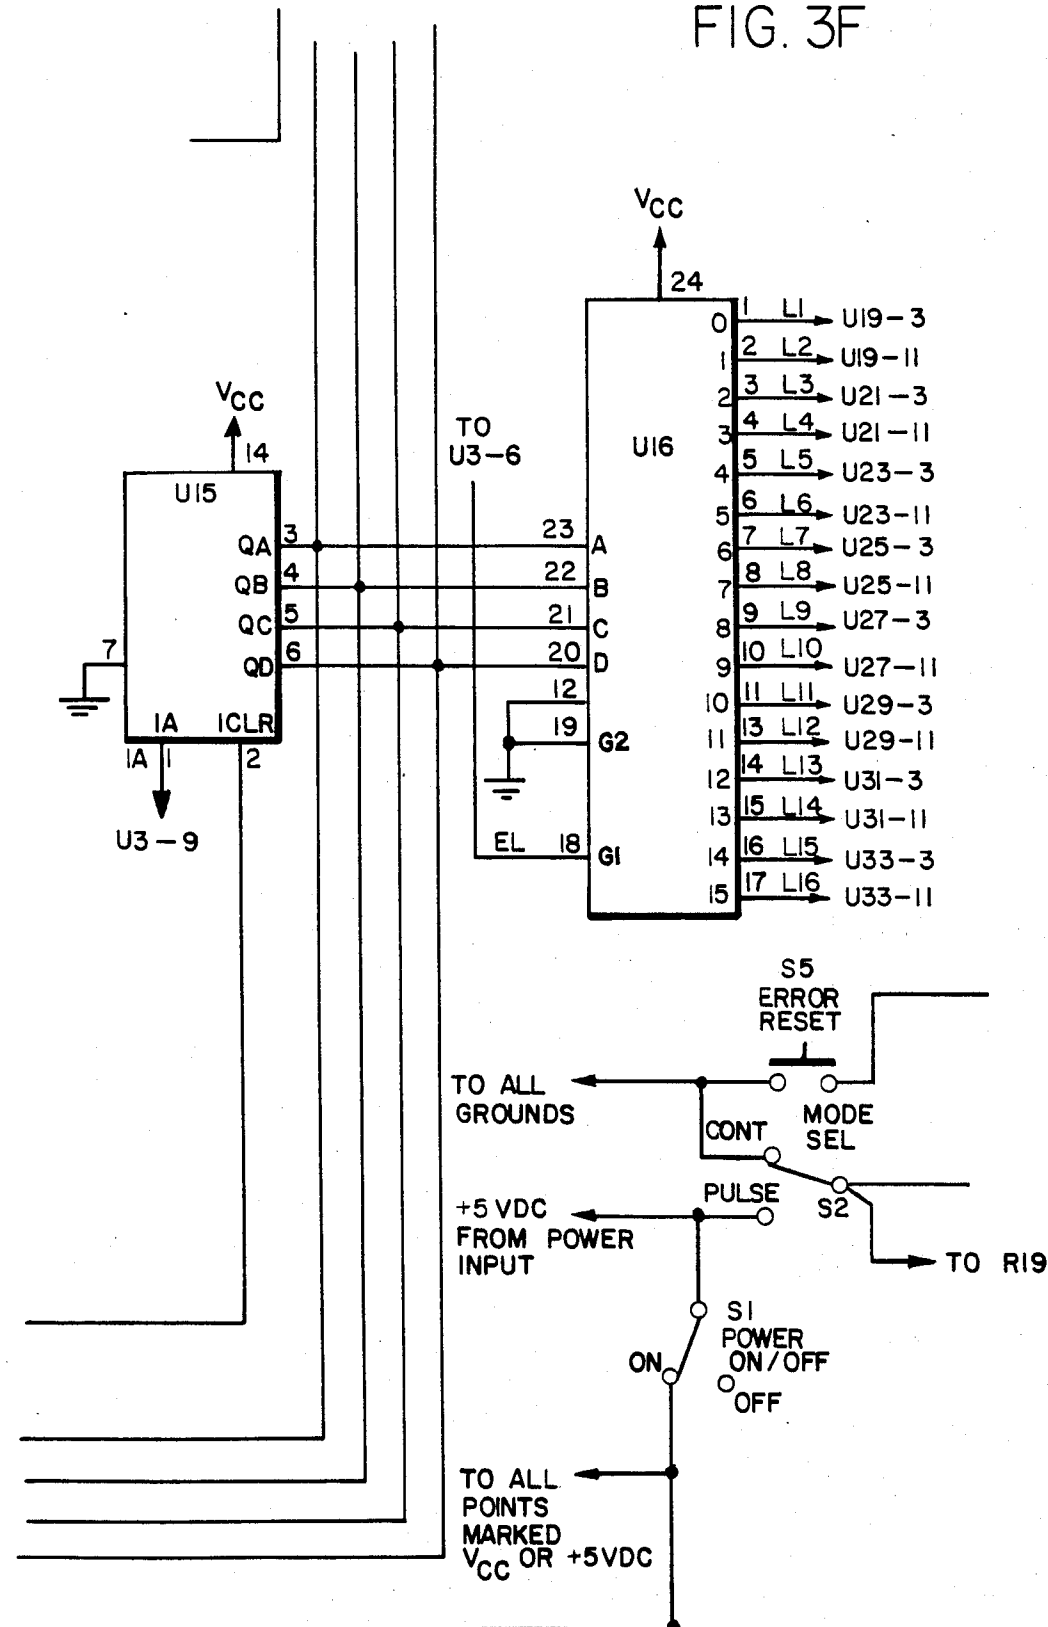 FIG. 3F
VCC
24
U16
0 1 L1 U19-3
1 2 L2 U19-11
2 3 L3 U21-3
3 4 L4 U21-11
4 5 L5 U23-3
5 6 L6 U23-11
6 7 L7 U25-3
7 8 L8 U25-11
8 9 L9 U27-3
9 10 L10 U27-11
10 11 L11 U29-3
11 13 L12 U29-11
12 14 L13 U31-3
13 15 L14 U31-11
14 16 L15 U33-3
15 17 L16 U33-11
VCC
14
U15
TO
U3-6
QA 3 23 A
QB 4 22 B
QC 5 21 C
QD 6 20 D
7
12
19 G2
1A 1CLR
1A 1 2
U3-9
EL 18 G1
S5
ERROR
RESET
TO ALL
GROUNDS
MODE
SEL
CONT
PULSE
S2
+5 VDC
FROM POWER
INPUT
TO R19
S1
POWER
ON/OFF
ON
OFF
TO ALL
POINTS
MARKED
VCC OR +5VDC